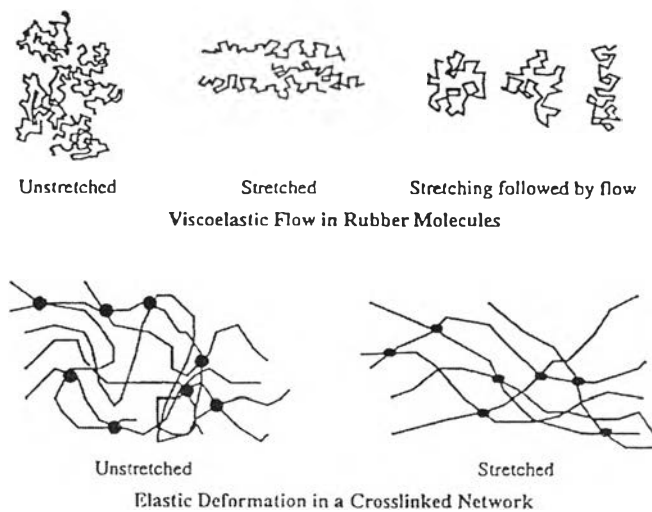 Unstretched Stretched Stretching followed by flow
Viscoelastic Flow in Rubber Molecules
Unstretched Stretched
Elastic Deformation in a Crosslinked Network